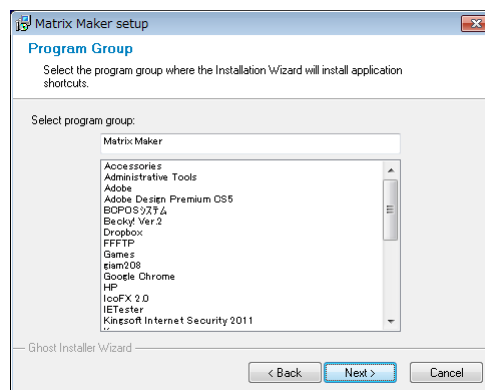 Matrix Maker setup
Program Group
Select the program group where the Installation Wizard will install application
shortcuts.
Select program group:
Matrix Maker
Accessories
Administrative Tools
Adobe
Adobe Design Premium CS5
BCPOSシステム
Becky! Ver.2
Dropbox
FFFTP
Games
giam208
Google Chrome
HP
IcoFX 2.0
IETester
Kingsoft Internet Security 2011
Ghost Installer Wizard
< Back
Next >
Cancel